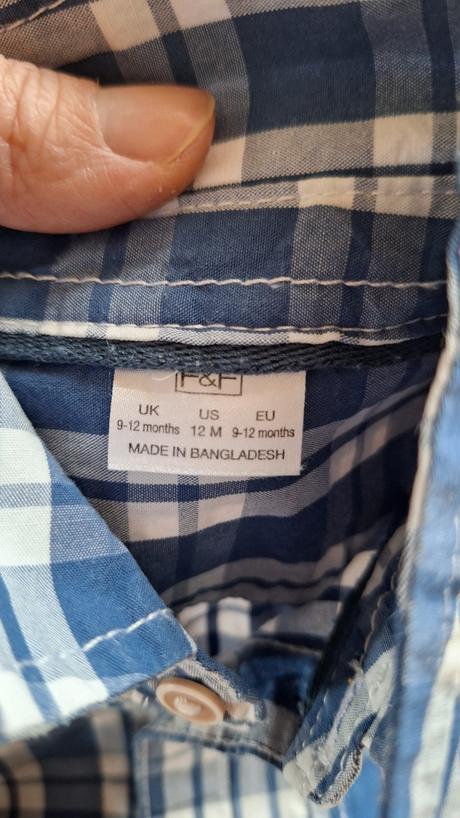 F&F
UK US EU
9-12 months 12 M 9-12 months
MADE IN BANGLADESH